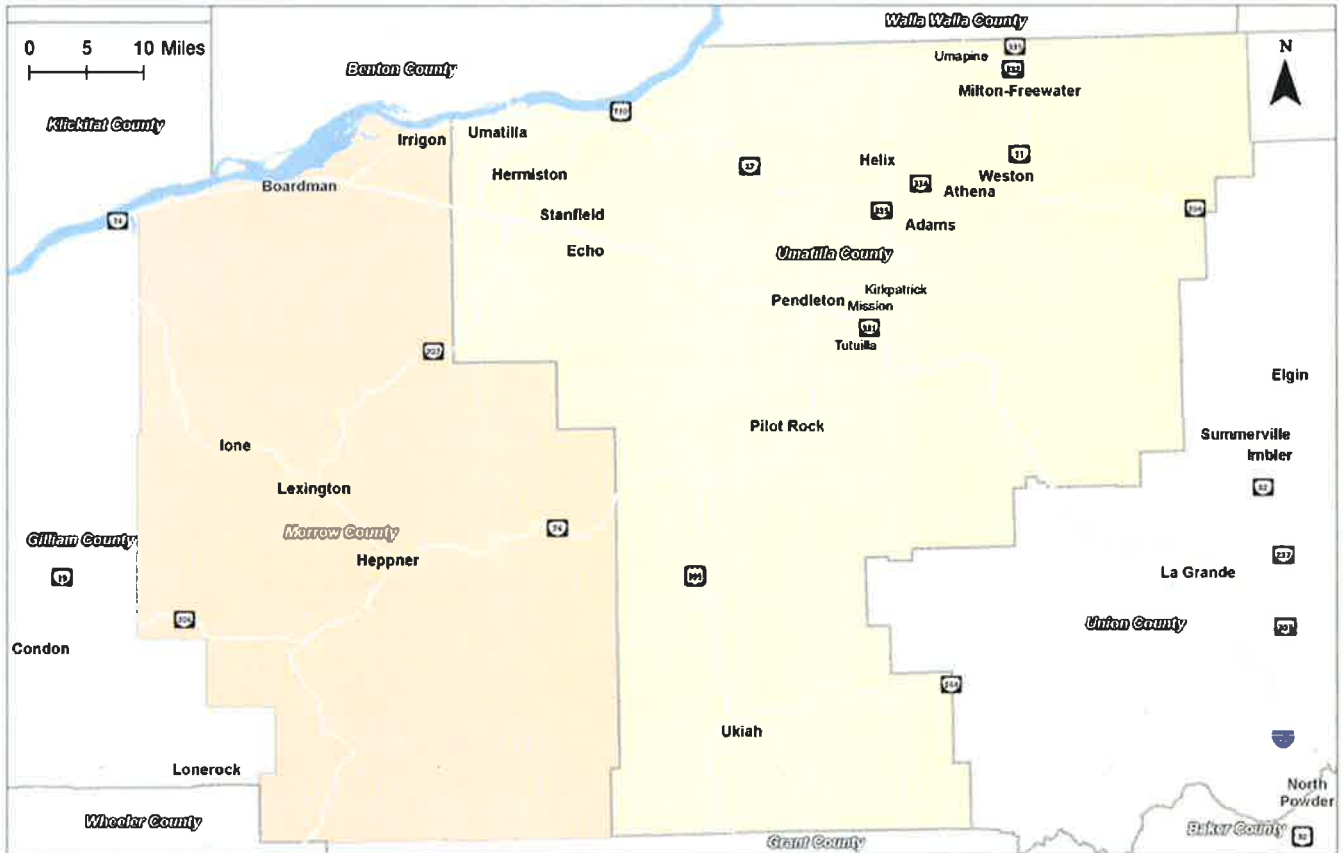 Walla Walla County
0 5 10 Miles
N
Umapine
Benton County
Milton-Freewater
Klickitat County
730
Irrigon
Umatilla
Helix
11
37
Hermiston
Weston
Boardman
334
Athena
Stanfield
204
74
335
Adams
Echo
Umatilla County
Kirkpatrick
Pendleton
Mission
331
Tutuilla
207
Elgin
Pilot Rock
Summerville
Imbler
Ione
Lexington
82
74
Morrow County
Gilliam County
237
Heppner
La Grande
19
395
206
Union County
203
Condon
244
Ukiah
Lonerock
North
Powder
Wheeler County
Baker County
Grant County